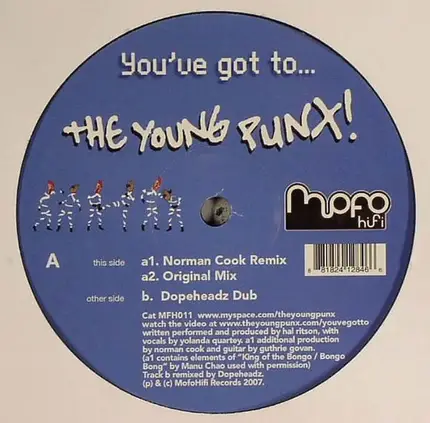 You've got to...
THE YOUNG PUNX!
Mofo
hifi
A this side a1. Norman Cook Remix
a2. Original Mix
other side b. Dopeheadz Dub
8 81824 12846 6
Cat MFH011 www.myspace.com/theyoungpunx
watch the video at www.theyoungpunx.com/youvegotto
written performed and produced by hal ritson, with
vocals by yolanda quartey. a1 additional production
by norman cook and guitar by guthrie govan.
(a1 contains elements of "King of the Bongo / Bongo
Bong" by Manu Chao used with permission)
Track b remixed by Dopeheadz.
(p) & (c) MofoHifi Records 2007.